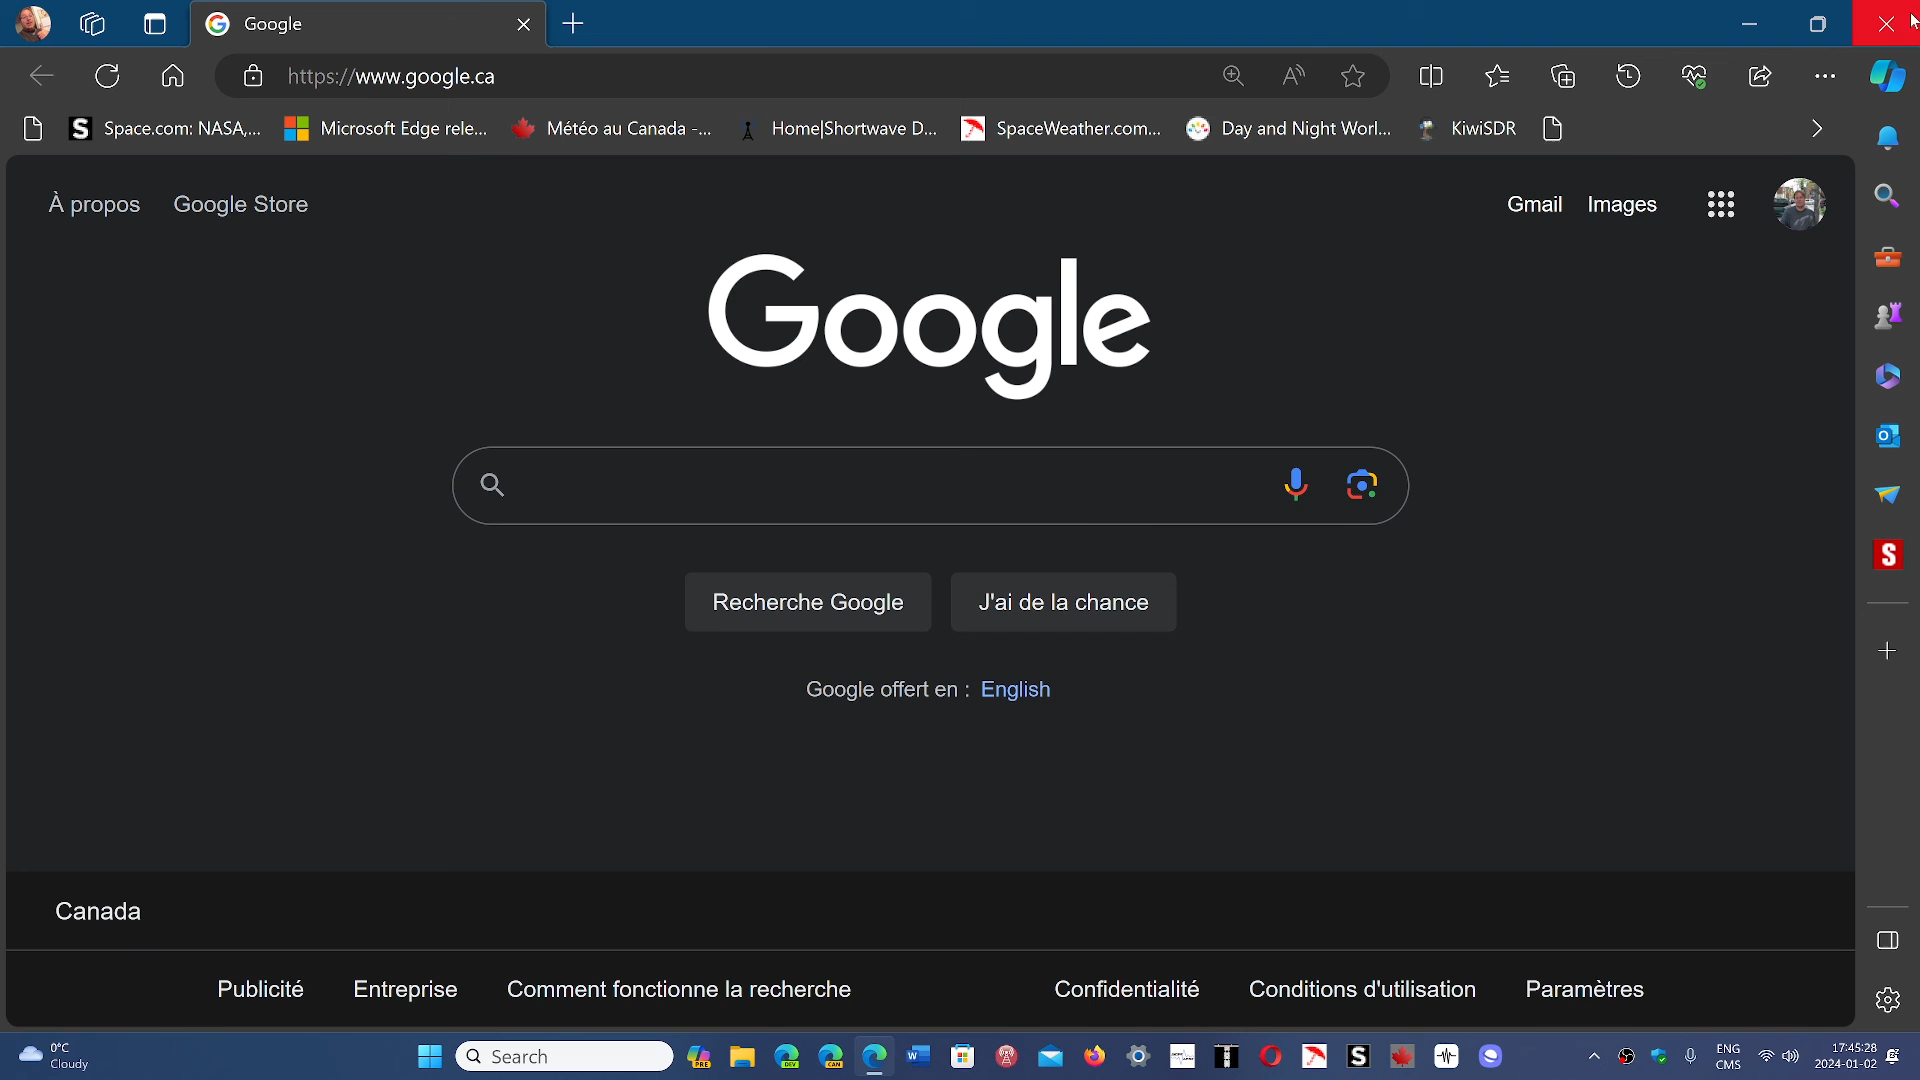 Google
https://www.google.ca
Space.com: NASA,...
Microsoft Edge rele...
Météo au Canada -...
Home|Shortwave D...
SpaceWeather.com...
Day and Night Worl...
KiwiSDR
À propos
Google Store
Gmail
Images
Google
Recherche Google
J'ai de la chance
Google offert en : English
Canada
Publicité
Entreprise
Comment fonctionne la recherche
Confidentialité
Conditions d'utilisation
Paramètres
0°C
Cloudy
Search
PRE
DEV
CAN
ENG
CMS
17:45:28
2024-01-02